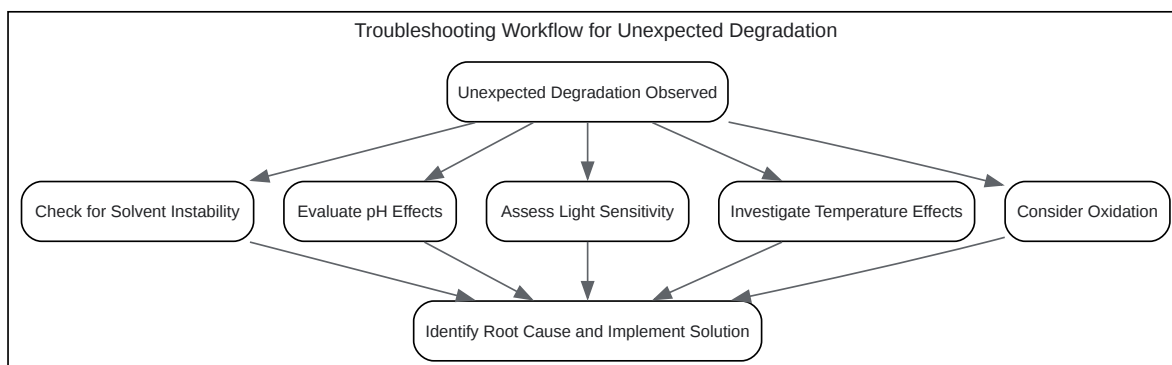 Troubleshooting Workflow for Unexpected Degradation
Unexpected Degradation Observed
Check for Solvent Instability
Evaluate pH Effects
Assess Light Sensitivity
Investigate Temperature Effects
Consider Oxidation
Identify Root Cause and Implement Solution